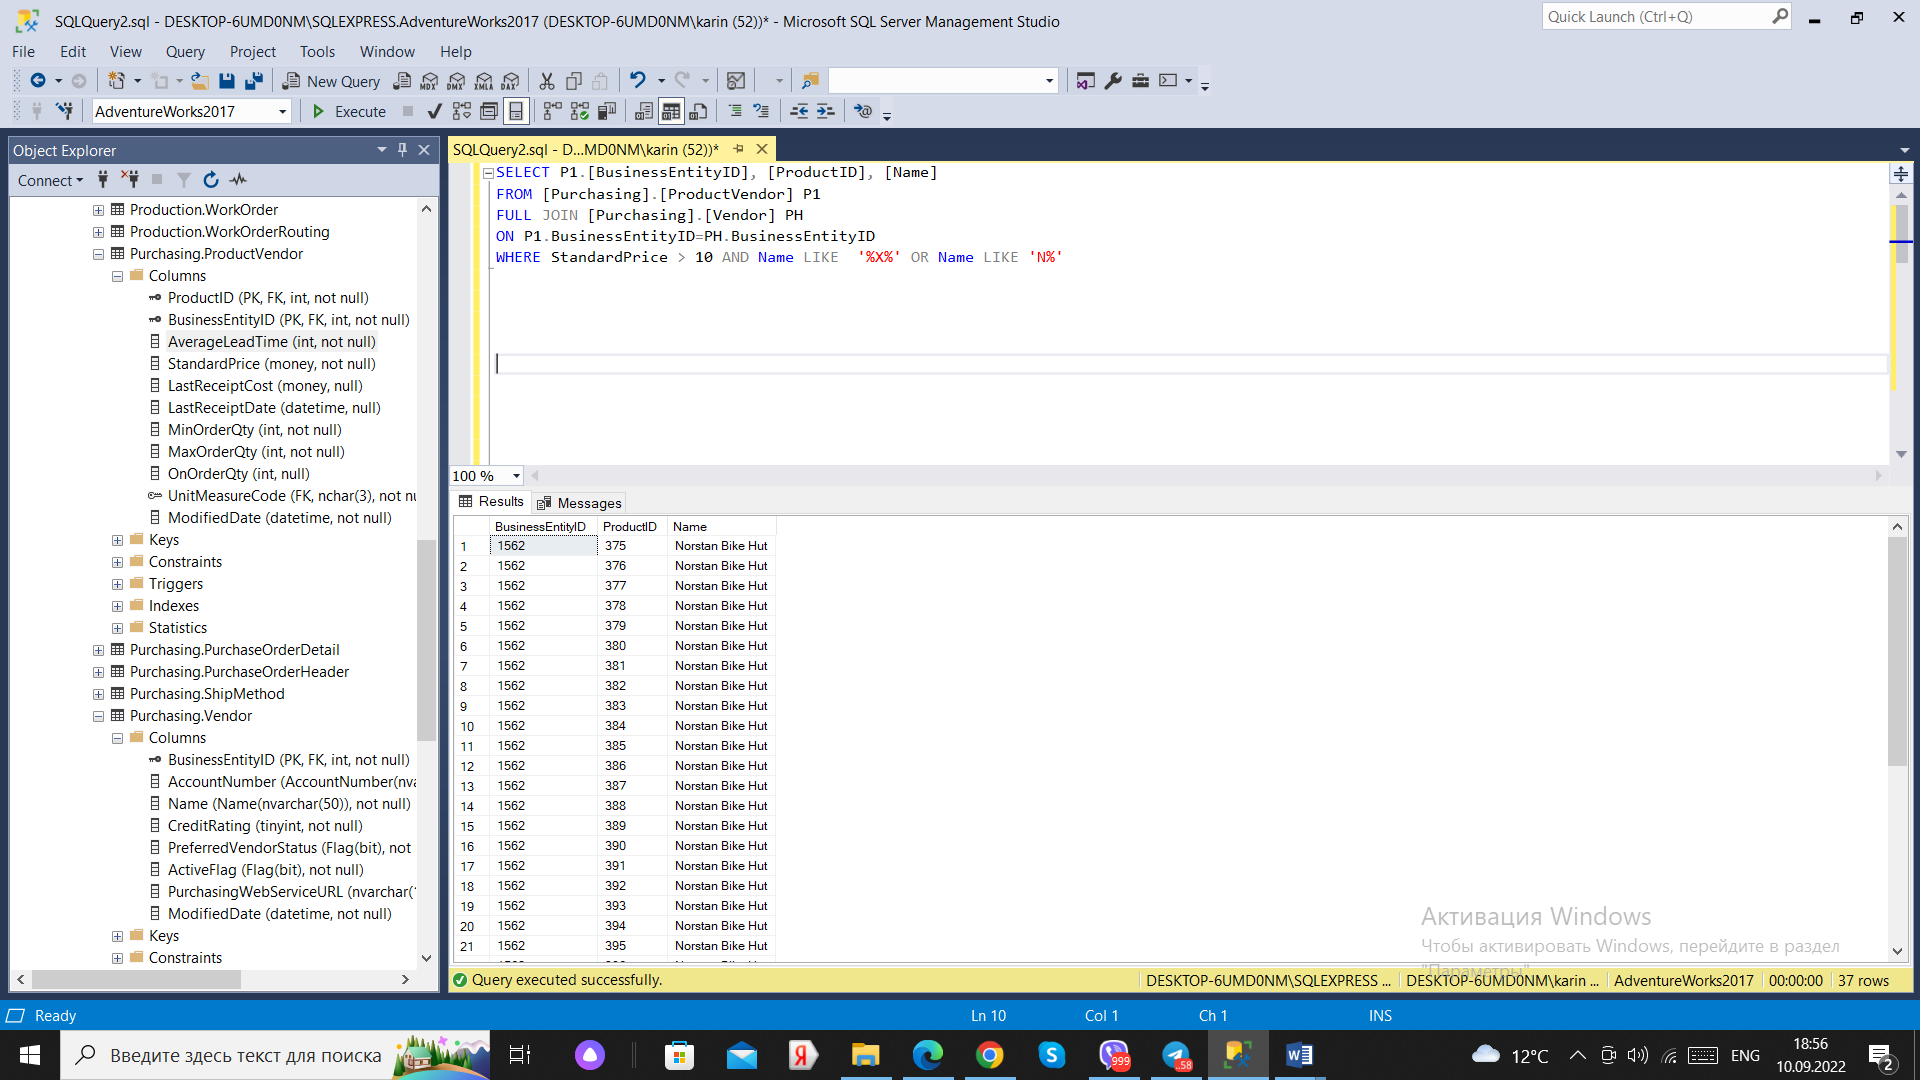 SQLQuery2.sql - DESKTOP-6UMD0NM\SQLEXPRESS.AdventureWorks2017 (DESKTOP-6UMD0NM\karin (52))* - Microsoft SQL Server Management Studio
Quick Launch (Ctrl+Q)
File Edit View Query Project Tools Window Help
New Query MDX DMX XMLA DAX
AdventureWorks2017 Execute
Object Explorer
Connect
Production.WorkOrder
Production.WorkOrderRouting
Purchasing.ProductVendor
Columns
ProductID (PK, FK, int, not null)
BusinessEntityID (PK, FK, int, not null)
AverageLeadTime (int, not null)
StandardPrice (money, not null)
LastReceiptCost (money, null)
LastReceiptDate (datetime, null)
MinOrderQty (int, not null)
MaxOrderQty (int, not null)
OnOrderQty (int, null)
UnitMeasureCode (FK, nchar(3), not nu
ModifiedDate (datetime, not null)
Keys
Constraints
Triggers
Indexes
Statistics
Purchasing.PurchaseOrderDetail
Purchasing.PurchaseOrderHeader
Purchasing.ShipMethod
Purchasing.Vendor
Columns
BusinessEntityID (PK, FK, int, not null)
AccountNumber (AccountNumber(nva
Name (Name(nvarchar(50)), not null)
CreditRating (tinyint, not null)
PreferredVendorStatus (Flag(bit), not
ActiveFlag (Flag(bit), not null)
PurchasingWebServiceURL (nvarchar(
ModifiedDate (datetime, not null)
Keys
Constraints
SQLQuery2.sql - D...MD0NM\karin (52))*
SELECT P1.[BusinessEntityID], [ProductID], [Name]
FROM [Purchasing].[ProductVendor] P1
FULL JOIN [Purchasing].[Vendor] PH
ON P1.BusinessEntityID=PH.BusinessEntityID
WHERE StandardPrice > 10 AND Name LIKE '%X%' OR Name LIKE 'N%'
100 %
Results Messages
BusinessEntityID ProductID Name
1 1562 375 Norstan Bike Hut
2 1562 376 Norstan Bike Hut
3 1562 377 Norstan Bike Hut
4 1562 378 Norstan Bike Hut
5 1562 379 Norstan Bike Hut
6 1562 380 Norstan Bike Hut
7 1562 381 Norstan Bike Hut
8 1562 382 Norstan Bike Hut
9 1562 383 Norstan Bike Hut
10 1562 384 Norstan Bike Hut
11 1562 385 Norstan Bike Hut
12 1562 386 Norstan Bike Hut
13 1562 387 Norstan Bike Hut
14 1562 388 Norstan Bike Hut
15 1562 389 Norstan Bike Hut
16 1562 390 Norstan Bike Hut
17 1562 391 Norstan Bike Hut
18 1562 392 Norstan Bike Hut
19 1562 393 Norstan Bike Hut
20 1562 394 Norstan Bike Hut
21 1562 395 Norstan Bike Hut
Активация Windows
Чтобы активировать Windows, перейдите в раздел
"Параметры"
Query executed successfully.
DESKTOP-6UMD0NM\SQLEXPRESS ... DESKTOP-6UMD0NM\karin ... AdventureWorks2017 00:00:00 37 rows
Ready Ln 10 Col 1 Ch 1 INS
Введите здесь текст для поиска
999
.58
12°C
ENG
18:56
10.09.2022
2